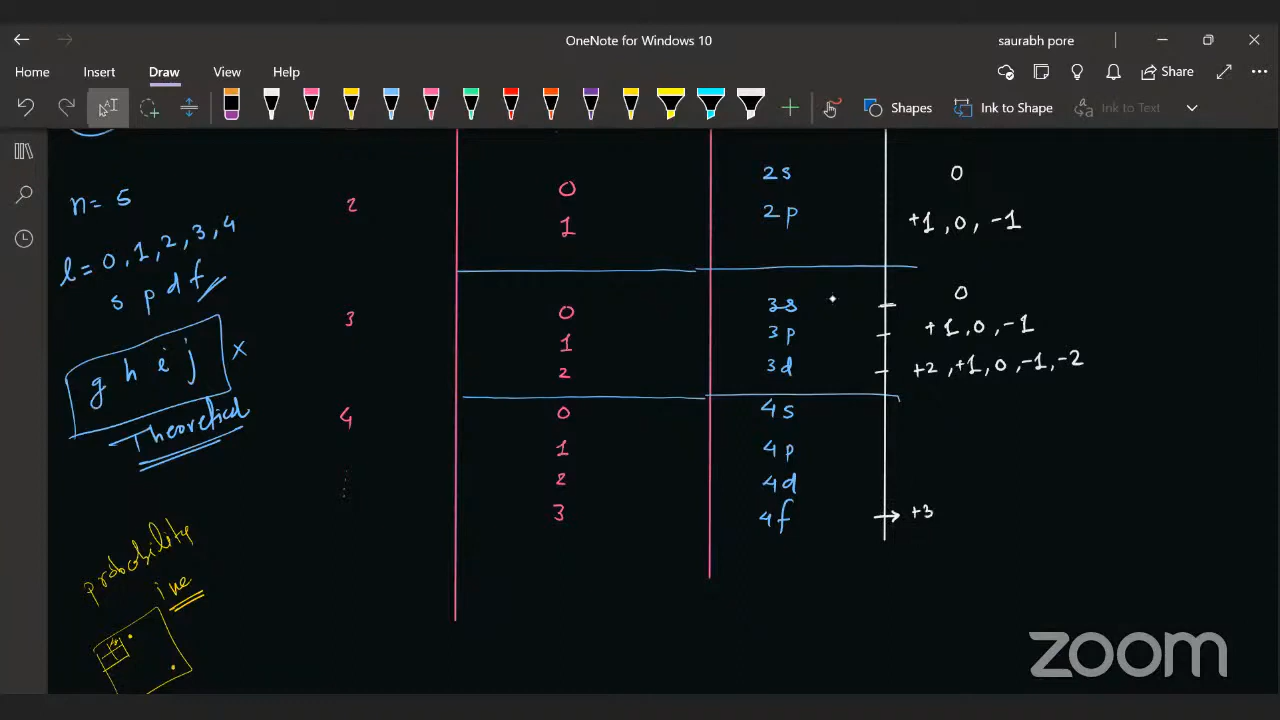 OneNote for Windows 10
saurabh pore
Home Insert Draw View Help
Share
Shapes
Ink to Shape
Ink to Text
n = 5
l = 0, 1, 2, 3, 4
s p d f
g h i j x
Theoretical
probability
ine
2 0 2s 0
1 2p +1, 0, -1
3 0 3s 0
1 3p +1, 0, -1
2 3d +2, +1, 0, -1, -2
4 0 4s
1 4p
2 4d
3 4f → +3
zoom